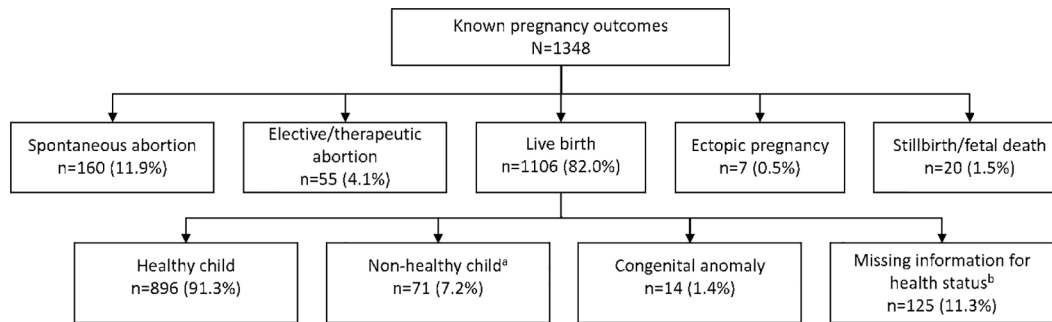 Known pregnancy outcomes
N=1348
Spontaneous abortion
n=160 (11.9%)
Elective/therapeutic
abortion
n=55 (4.1%)
Live birth
n=1106 (82.0%)
Ectopic pregnancy
n=7 (0.5%)
Stillbirth/fetal death
n=20 (1.5%)
Healthy child
n=896 (91.3%)
Non-healthy childᵃ
n=71 (7.2%)
Congenital anomaly
n=14 (1.4%)
Missing information for
health statusᵇ
n=125 (11.3%)